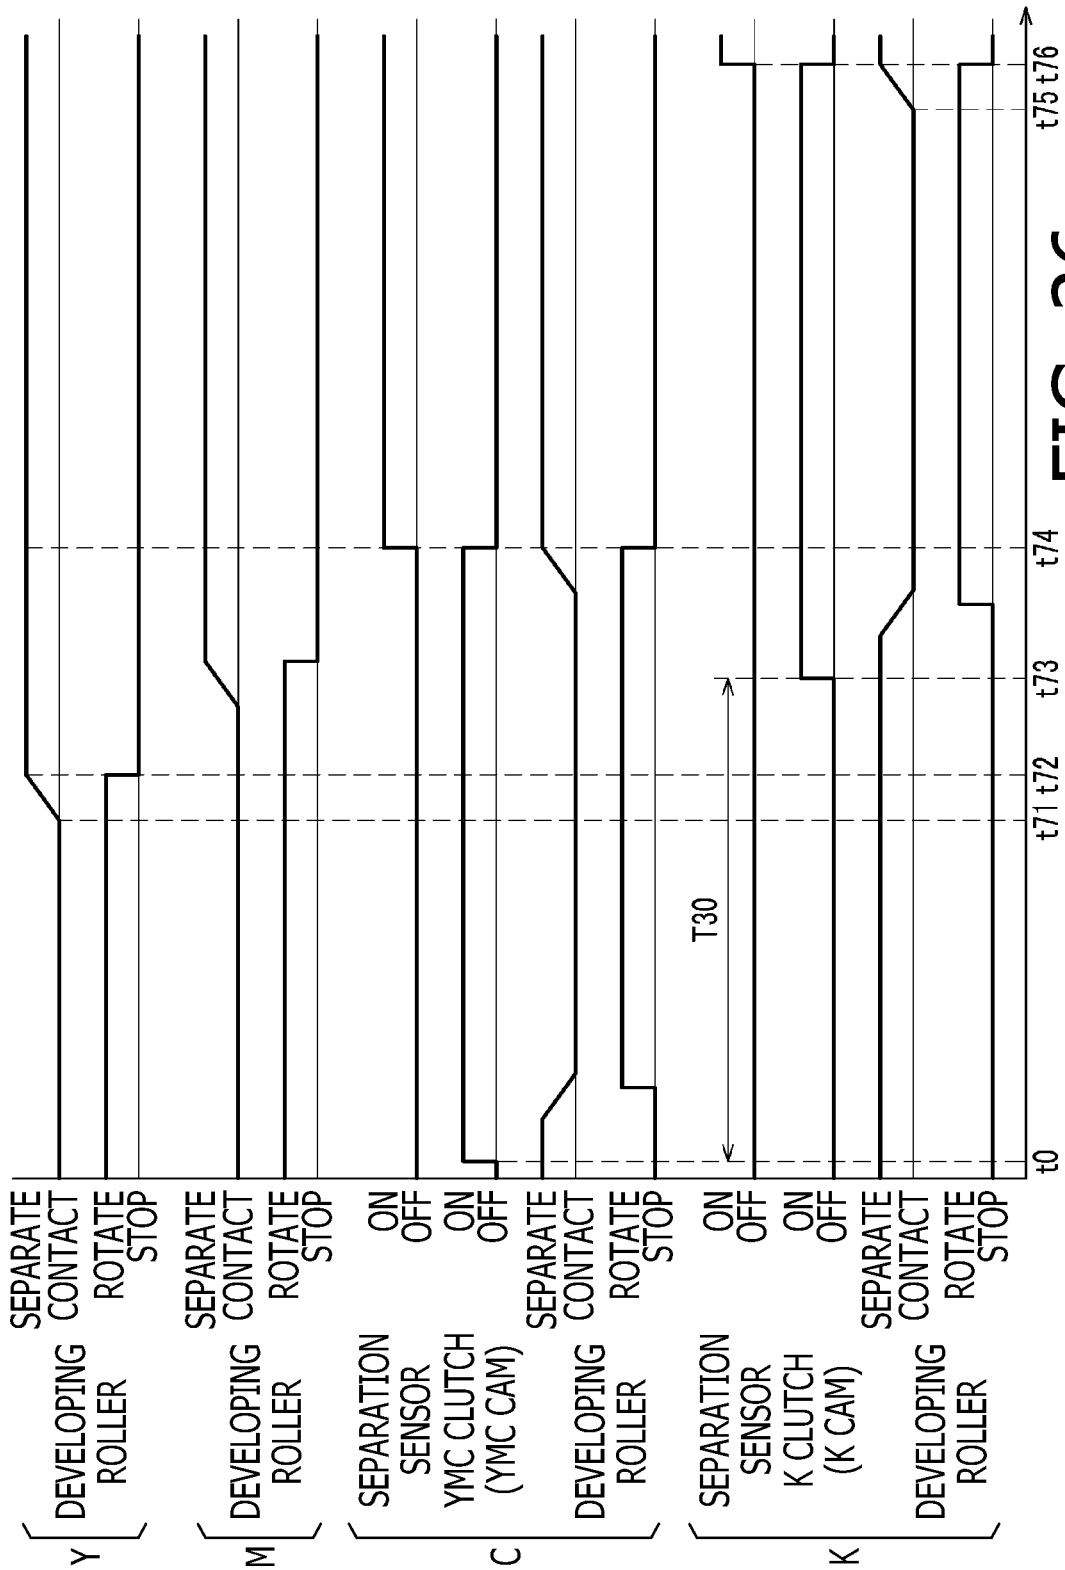 Y
DEVELOPING
ROLLER
SEPARATE
CONTACT
ROTATE
STOP
M
DEVELOPING
ROLLER
SEPARATE
CONTACT
ROTATE
STOP
C
SEPARATION
SENSOR
ON
OFF
YMC CLUTCH
(YMC CAM)
ON
OFF
DEVELOPING
ROLLER
SEPARATE
CONTACT
ROTATE
STOP
K
SEPARATION
SENSOR
ON
OFF
K CLUTCH
(K CAM)
ON
OFF
DEVELOPING
ROLLER
SEPARATE
CONTACT
ROTATE
STOP
T30
t0
t71
t72
t73
t74
t75
t76